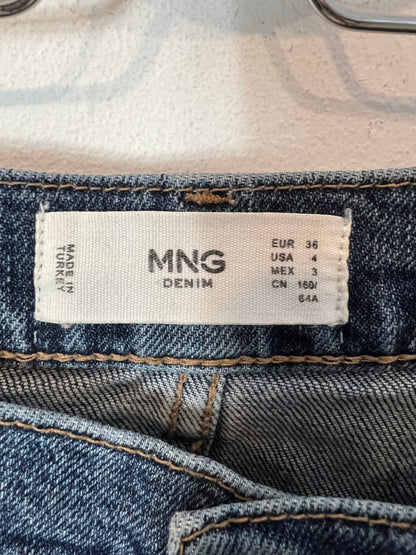 MADE IN
TURKEY
MNG
DENIM
EUR 36
USA 4
MEX 3
CN 160/
64A